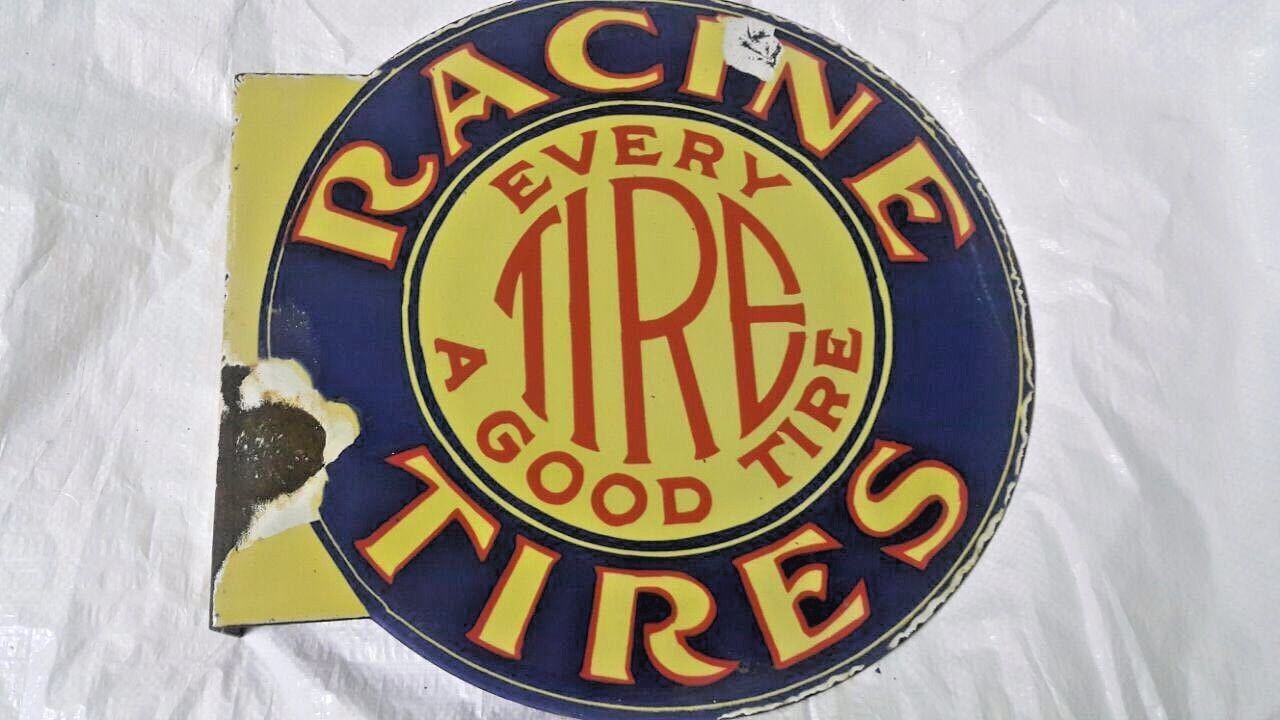 RACINE
EVERY
TIRE
A GOOD TIRE
TIRES